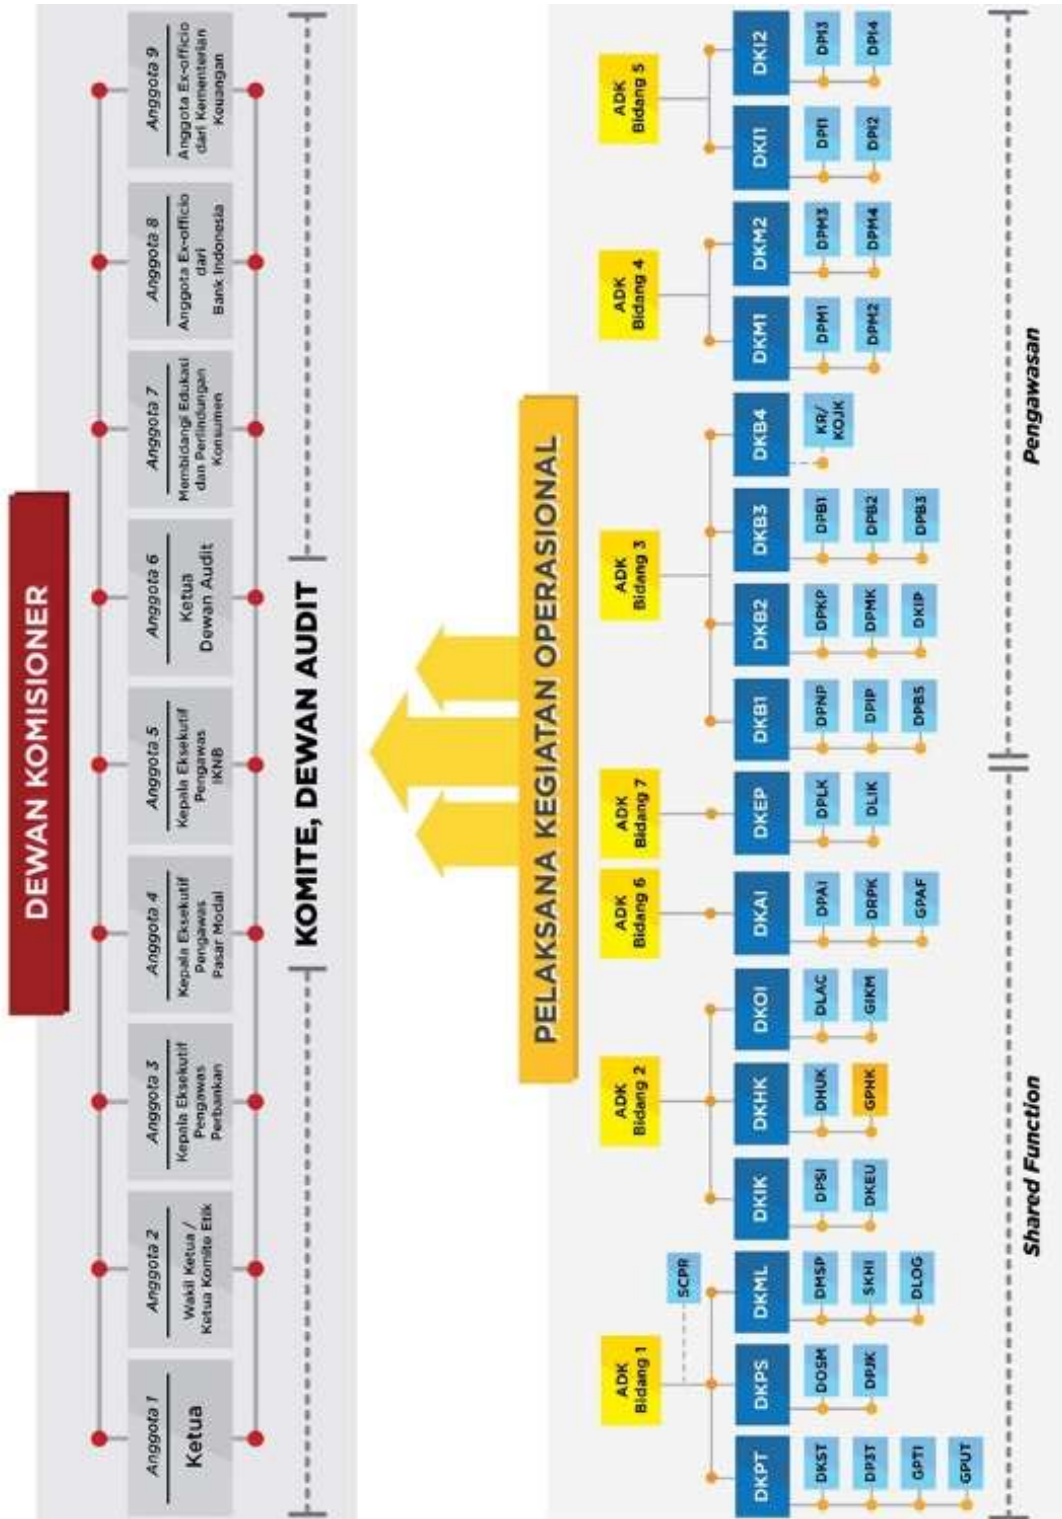 DEWAN KOMISIONER
Anggota 1
Ketua
Anggota 2
Wakil Ketua /
Ketua Komite Etik
Anggota 3
Kepala Eksekutif
Pengawas
Perbankan
Anggota 4
Kepala Eksekutif
Pengawas
Pasar Modal
Anggota 5
Kepala Eksekutif
Pengawas
IKNB
Anggota 6
Ketua
Dewan Audit
Anggota 7
Membidangi Edukasi
dan Perlindungan
Konsumen
Anggota 8
Anggota Ex-officio
dari
Bank Indonesia
Anggota 9
Anggota Ex-officio
dari Kementerian
Keuangan
KOMITE, DEWAN AUDIT
PELAKSANA KEGIATAN OPERASIONAL
ADK
Bidang 1
SCPR
DKPT
DKST
DP3T
GPTI
GPUT
DKPS
DOSM
DPJK
DKML
DMSP
SKHI
DLOG
ADK
Bidang 2
DKIK
DPSI
DKEU
DKHK
DHUK
GPHK
DKOI
DLAC
GIKM
ADK
Bidang 6
DKAI
DPAI
DRPK
GPAF
ADK
Bidang 7
DKEP
DPLK
DLIK
ADK
Bidang 3
DKB1
DPNP
DPIP
DPBS
DKB2
DPKP
DPMK
DKIP
DKB3
DPB1
DPB2
DPB3
DKB4
KR/
KOJK
ADK
Bidang 4
DKM1
DPM1
DPM2
DKM2
DPM3
DPM4
ADK
Bidang 5
DKI1
DPI1
DPI2
DKI2
DPI3
DPI4
Shared Function
Pengawasan